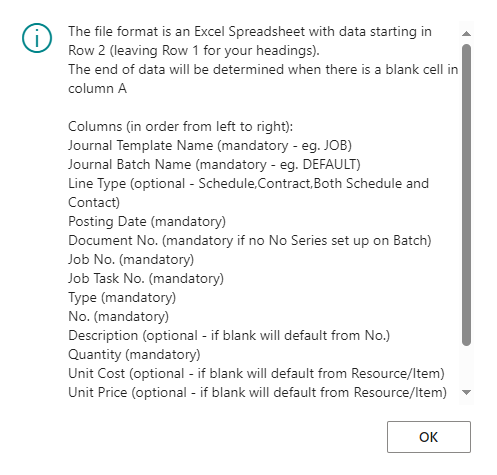 The file format is an Excel Spreadsheet with data starting in
Row 2 (leaving Row 1 for your headings).
The end of data will be determined when there is a blank cell in
column A
Columns (in order from left to right):
Journal Template Name (mandatory - eg. JOB)
Journal Batch Name (mandatory - eg. DEFAULT)
Line Type (optional - Schedule,Contract,Both Schedule and
Contact)
Posting Date (mandatory)
Document No. (mandatory if no No Series set up on Batch)
Job No. (mandatory)
Job Task No. (mandatory)
Type (mandatory)
No. (mandatory)
Description (optional - if blank will default from No.)
Quantity (mandatory)
Unit Cost (optional - if blank will default from Resource/Item)
Unit Price (optional - if blank will default from Resource/Item)
OK